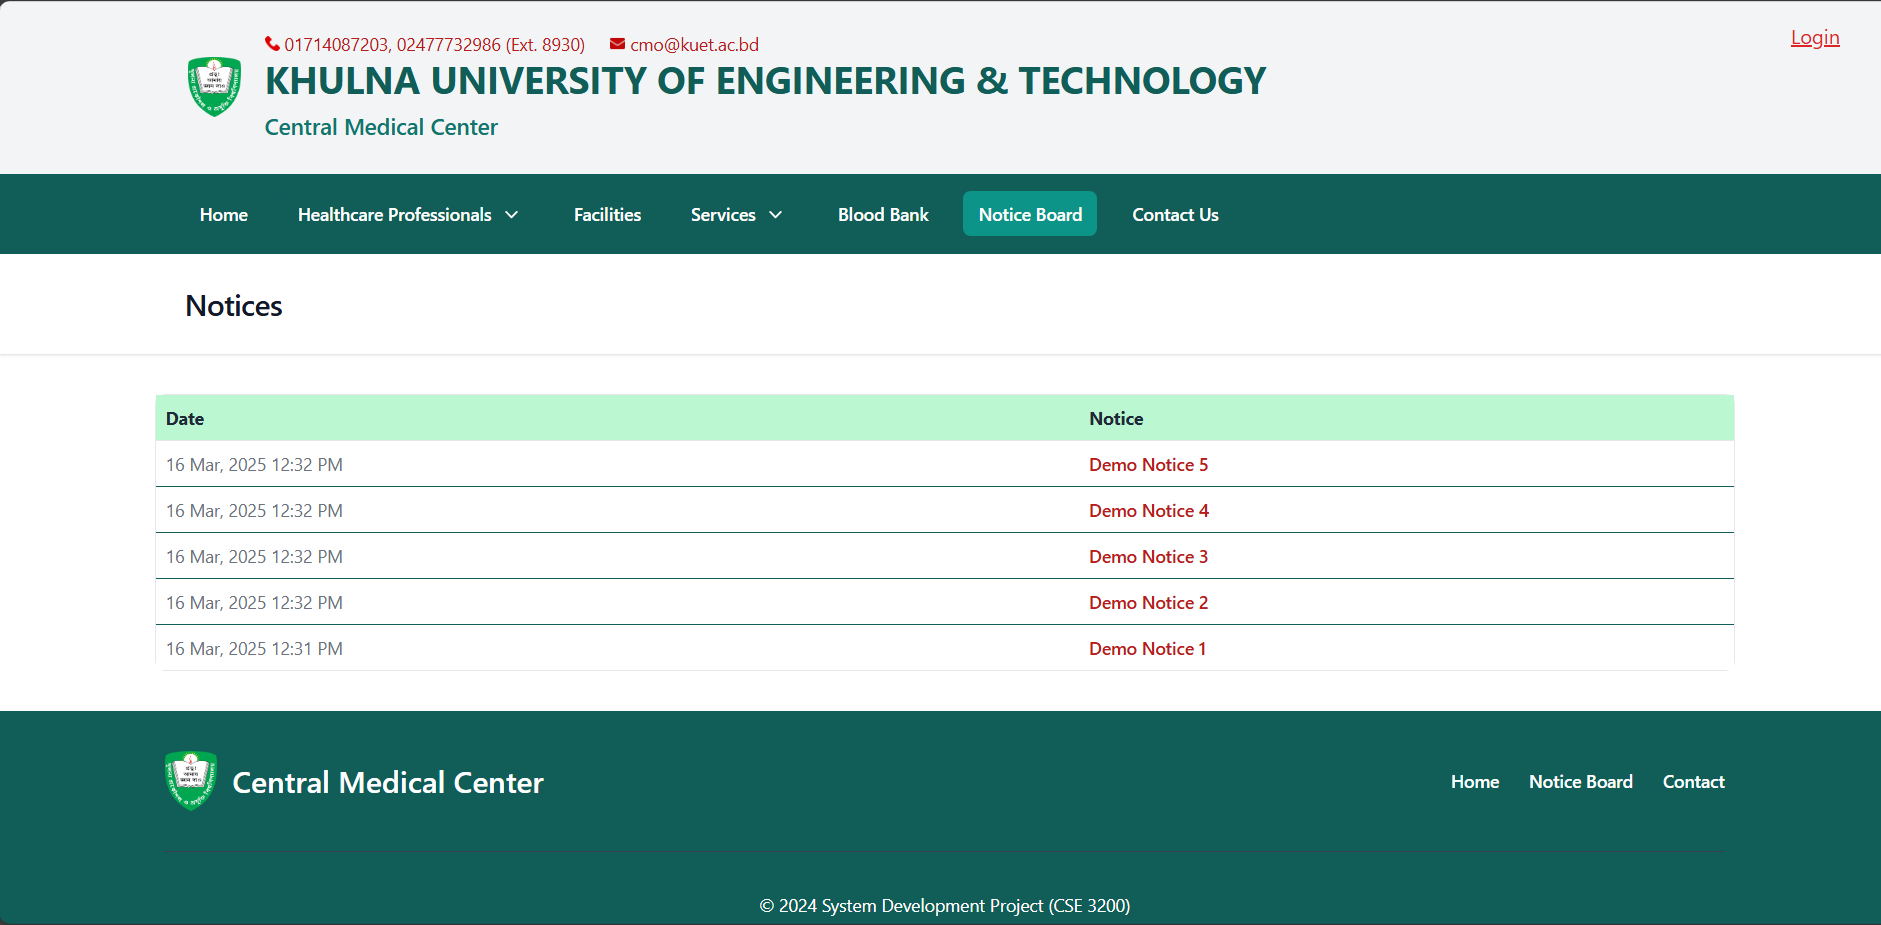 01714087203, 02477732986 (Ext. 8930) cmo@kuet.ac.bd
Login
KHULNA UNIVERSITY OF ENGINEERING & TECHNOLOGY
Central Medical Center
Home Healthcare Professionals Facilities Services Blood Bank Notice Board Contact Us
Notices
Date Notice
16 Mar, 2025 12:32 PM Demo Notice 5
16 Mar, 2025 12:32 PM Demo Notice 4
16 Mar, 2025 12:32 PM Demo Notice 3
16 Mar, 2025 12:32 PM Demo Notice 2
16 Mar, 2025 12:31 PM Demo Notice 1
Central Medical Center
Home Notice Board Contact
© 2024 System Development Project (CSE 3200)